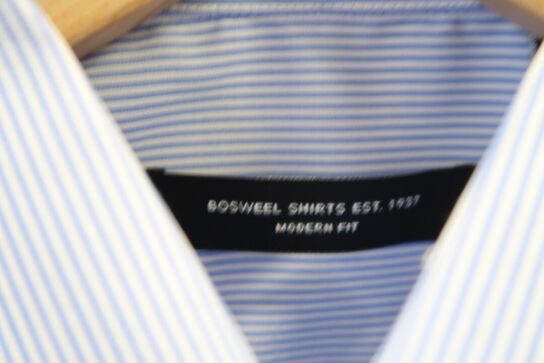 BOSWEEL SHIRTS EST. 1937
MODERN FIT